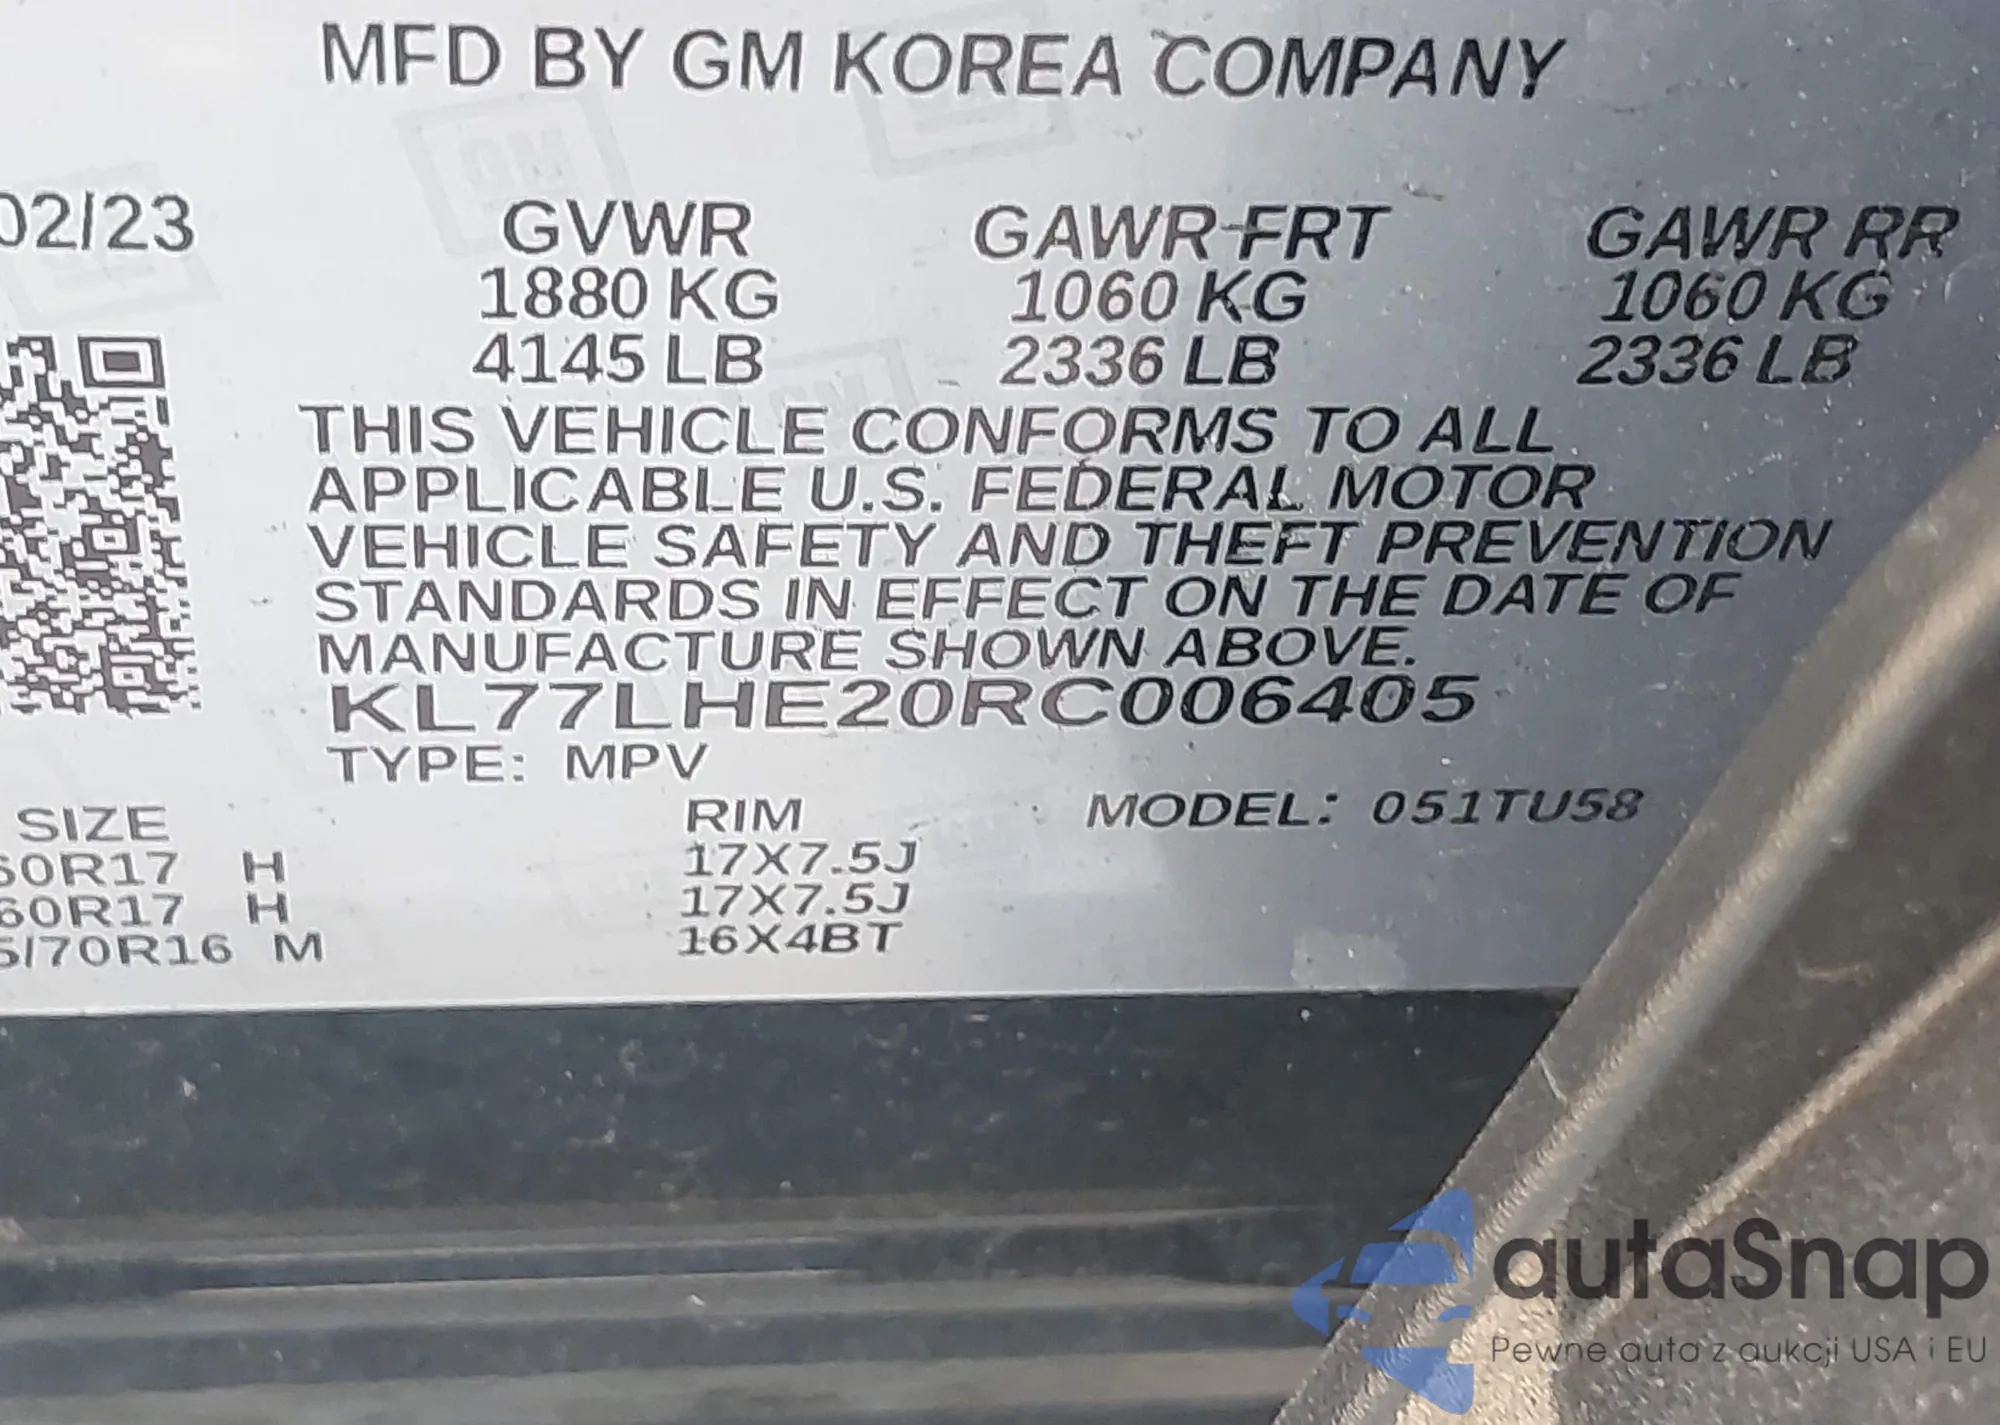 MFD BY GM KOREA COMPANY
02/23 GVWR GAWR FRT GAWR RR
1880 KG 1060 KG 1060 KG
4145 LB 2336 LB 2336 LB
THIS VEHICLE CONFORMS TO ALL
APPLICABLE U.S. FEDERAL MOTOR
VEHICLE SAFETY AND THEFT PREVENTION
STANDARDS IN EFFECT ON THE DATE OF
MANUFACTURE SHOWN ABOVE.
KL77LHE20RC006405
TYPE: MPV
SIZE RIM MODEL: 051TU58
60R17 H 17X7.5J
60R17 H 17X7.5J
5/70R16 M 16X4BT
autaSnap
Pewne auta z aukcji USA i EU